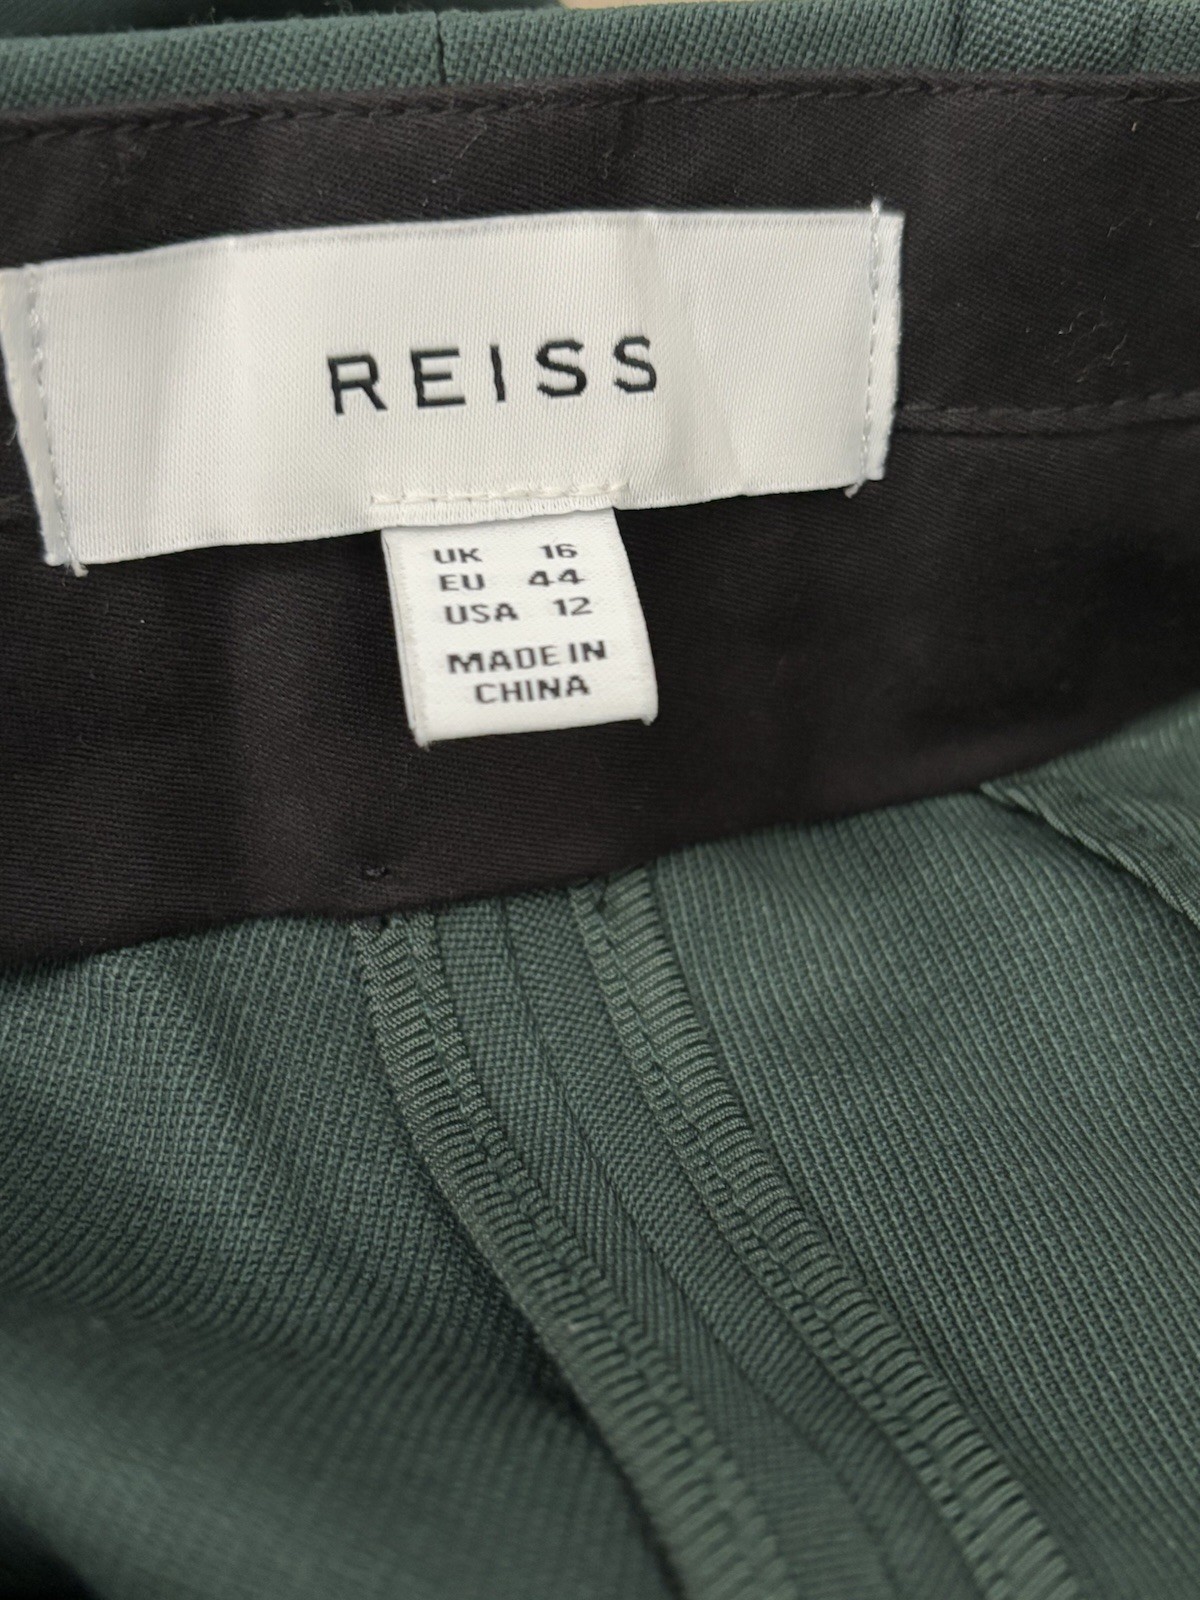 REISS
UK 16
EU 44
USA 12
MADE IN
CHINA